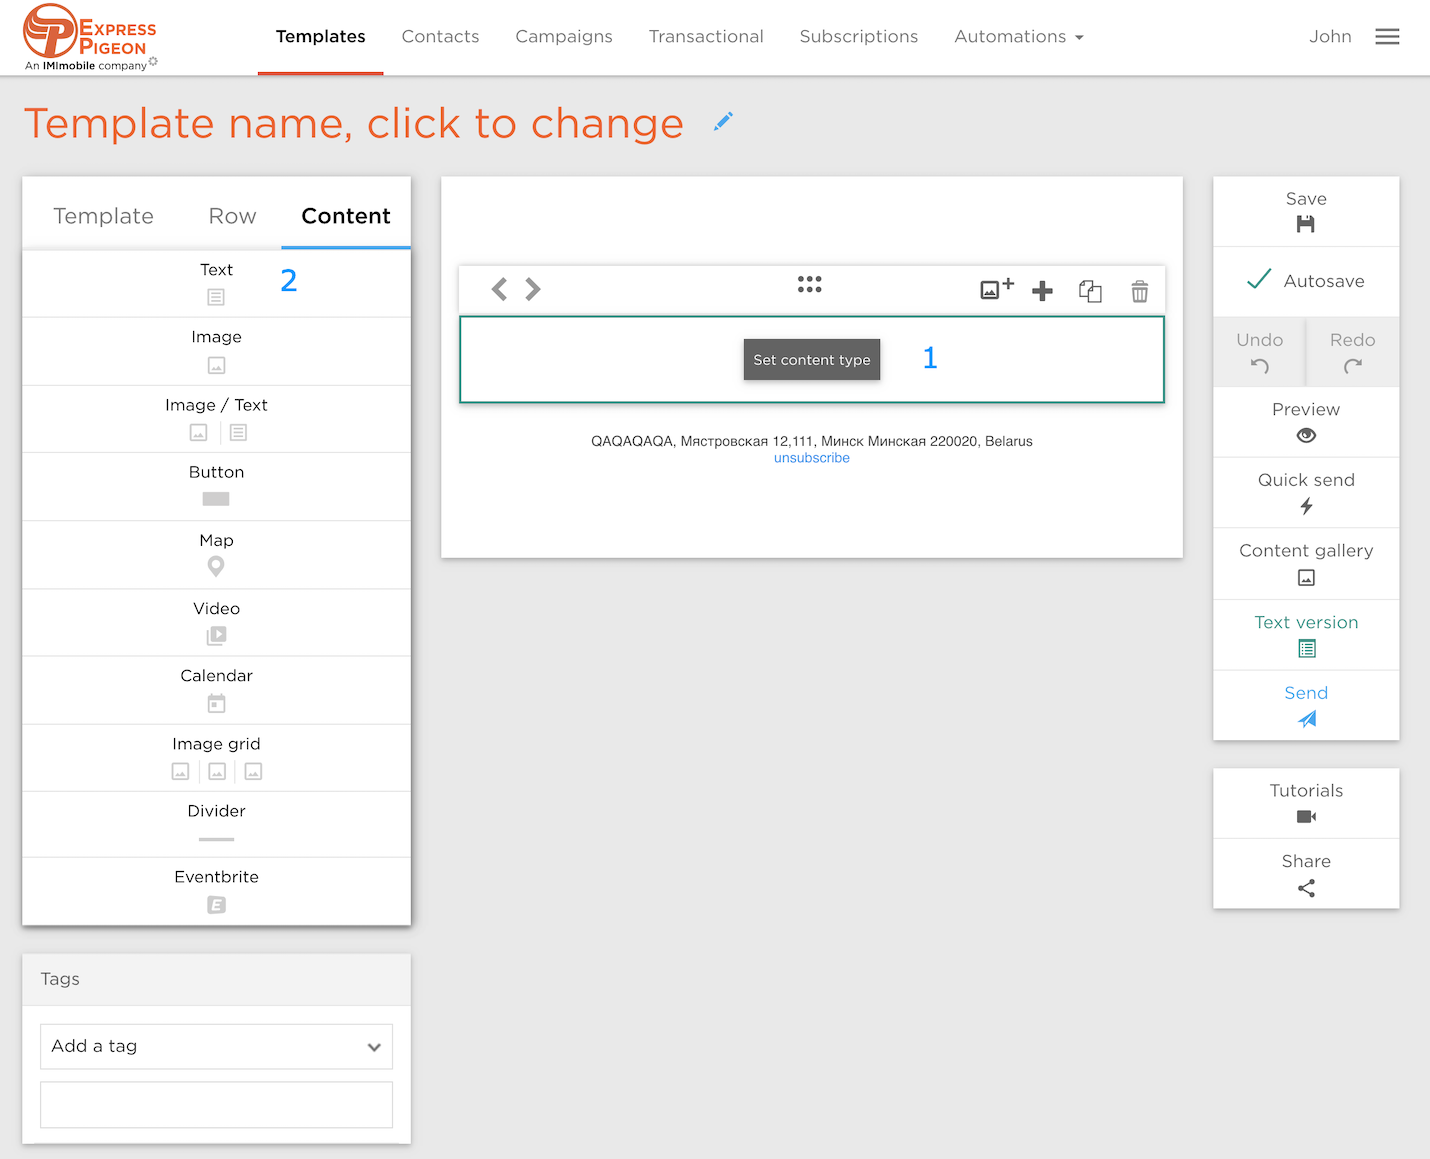 EXPRESS
PIGEON
An IMImobile company
Templates
Contacts
Campaigns
Transactional
Subscriptions
Automations
John
Template name, click to change
Template
Row
Content
Text
2
Image
Image / Text
Button
Map
Video
Calendar
Image grid
Divider
Eventbrite
E
Tags
Add a tag
Set content type
1
QAQAQAQA, Мястровская 12,111, Минск Минская 220020, Belarus
unsubscribe
Save
Autosave
Undo
Redo
Preview
Quick send
Content gallery
Text version
Send
Tutorials
Share